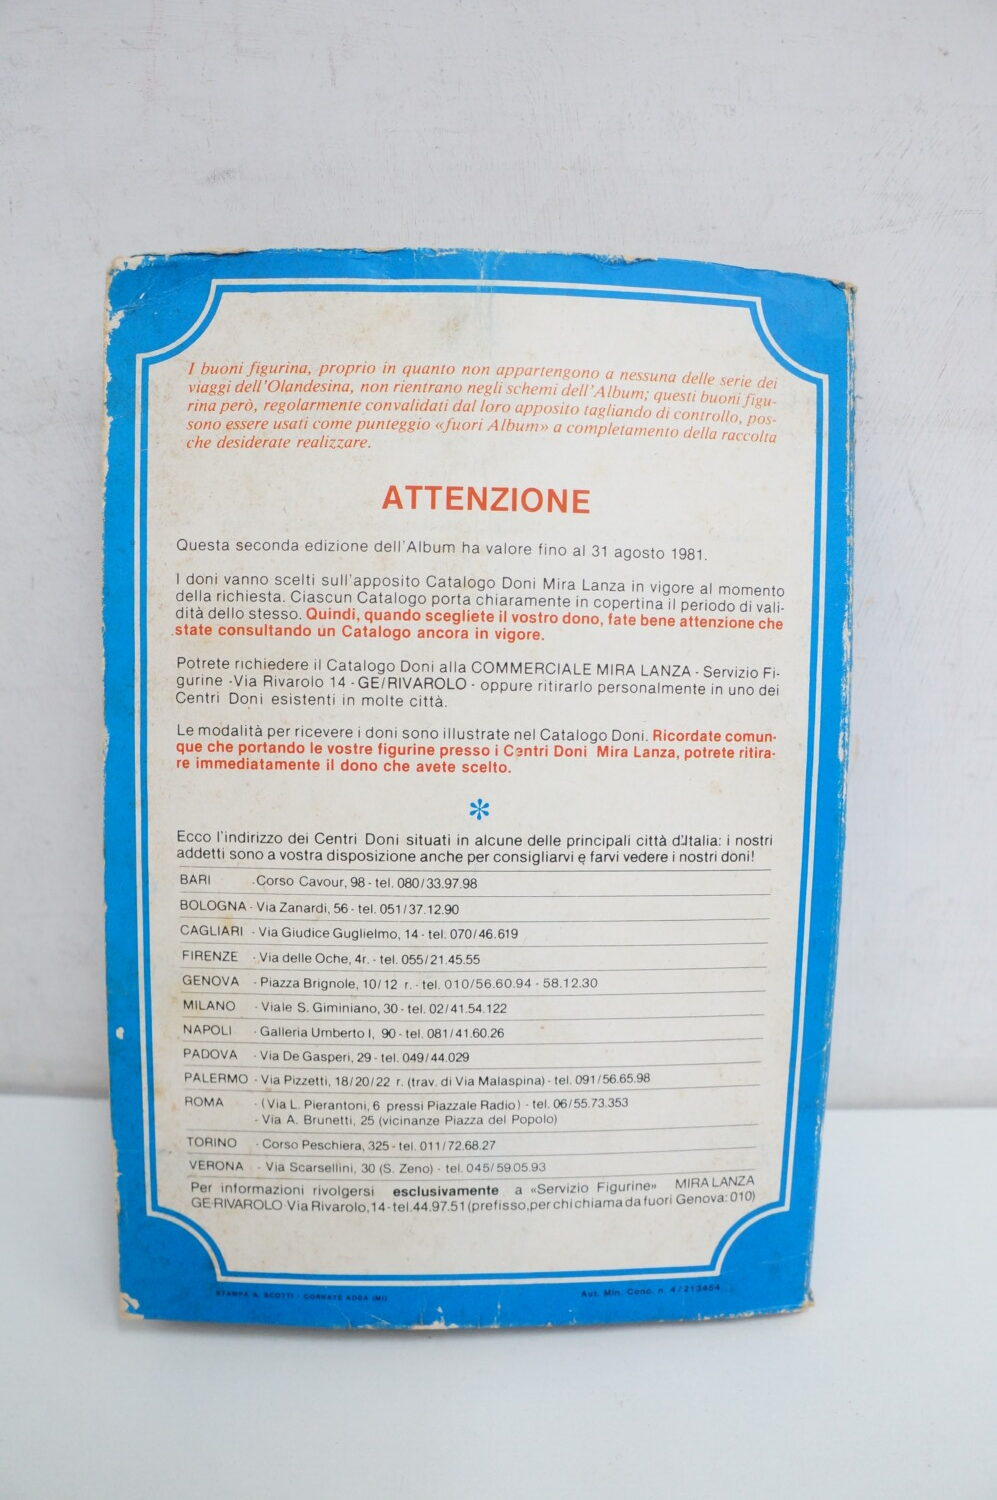 I buoni figurina, proprio in quanto non appartengono a nessuna delle serie dei
viaggi dell'Olandesina, non rientrano negli schemi dell'Album; questi buoni figu-
rina però, regolarmente convalidati dal loro apposito tagliando di controllo, pos-
sono essere usati come punteggio «fuori Album» a completamento della raccolta
che desiderate realizzare.
ATTENZIONE
Questa seconda edizione dell'Album ha valore fino al 31 agosto 1981.
I doni vanno scelti sull'apposito Catalogo Doni Mira Lanza in vigore al momento
della richiesta. Ciascun Catalogo porta chiaramente in copertina il periodo di vali-
dità dello stesso. Quindi, quando scegliete il vostro dono, fate bene attenzione che
state consultando un Catalogo ancora in vigore.
Potrete richiedere il Catalogo Doni alla COMMERCIALE MIRA LANZA - Servizio Fi-
gurine - Via Rivarolo 14 - GE/RIVAROLO - oppure ritirarlo personalmente in uno dei
Centri Doni esistenti in molte città.
Le modalità per ricevere i doni sono illustrate nel Catalogo Doni. Ricordate comun-
que che portando le vostre figurine presso i Centri Doni Mira Lanza, potrete ritira-
re immediatamente il dono che avete scelto.
*
Ecco l'indirizzo dei Centri Doni situati in alcune delle principali città d'Italia: i nostri
addetti sono a vostra disposizione anche per consigliarvi e farvi vedere i nostri doni!
BARI - Corso Cavour, 98 - tel. 080/33.97.98
BOLOGNA - Via Zanardi, 56 - tel. 051/37.12.90
CAGLIARI - Via Giudice Guglielmo, 14 - tel. 070/46.619
FIRENZE - Via delle Oche, 4r. - tel. 055/21.45.55
GENOVA - Piazza Brignole, 10/12 r. - tel. 010/56.60.94 - 58.12.30
MILANO - Viale S. Giminiano, 30 - tel. 02/41.54.122
NAPOLI - Galleria Umberto I, 90 - tel. 081/41.60.26
PADOVA - Via De Gasperi, 29 - tel. 049/44.029
PALERMO - Via Pizzetti, 18/20/22 r. (trav. di Via Malaspina) - tel. 091/56.65.98
ROMA - (Via L. Pierantoni, 6 pressi Piazzale Radio) - tel. 06/55.73.353
- Via A. Brunetti, 25 (vicinanze Piazza del Popolo)
TORINO - Corso Peschiera, 325 - tel. 011/72.68.27
VERONA - Via Scarsellini, 30 (S. Zeno) - tel. 045/59.05.93
Per informazioni rivolgersi esclusivamente a «Servizio Figurine» MIRA LANZA
GE-RIVAROLO Via Rivarolo, 14 - tel. 44.97.51 (prefisso, per chi chiama da fuori Genova: 010)
STAMPA A. SCOTTI - CORNATE ADDA (MI)
Aut. Min. Conc. n. 4/213464